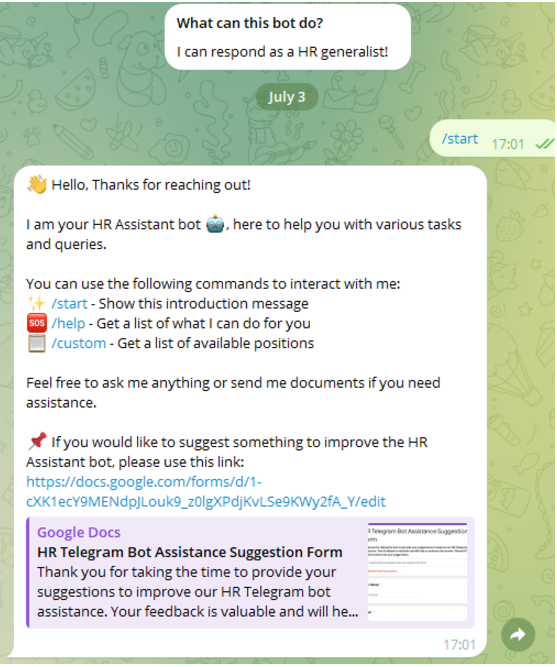 What can this bot do?
I can respond as a HR generalist!
July 3
/start 17:01
👋 Hello, Thanks for reaching out!
I am your HR Assistant bot 🤖, here to help you with various tasks
and queries.
You can use the following commands to interact with me:
✨ /start - Show this introduction message
🆘 /help - Get a list of what I can do for you
/custom - Get a list of available positions
Feel free to ask me anything or send me documents if you need
assistance.
📌 If you would like to suggest something to improve the HR
Assistant bot, please use this link:
https://docs.google.com/forms/d/1-
cXK1ecY9MENdpJLouk9_z0lgXPdjKvLSe9KWy2fA_Y/edit
Google Docs
HR Telegram Bot Assistance Suggestion Form
Thank you for taking the time to provide your
suggestions to improve our HR Telegram bot
assistance. Your feedback is valuable and will he...
17:01